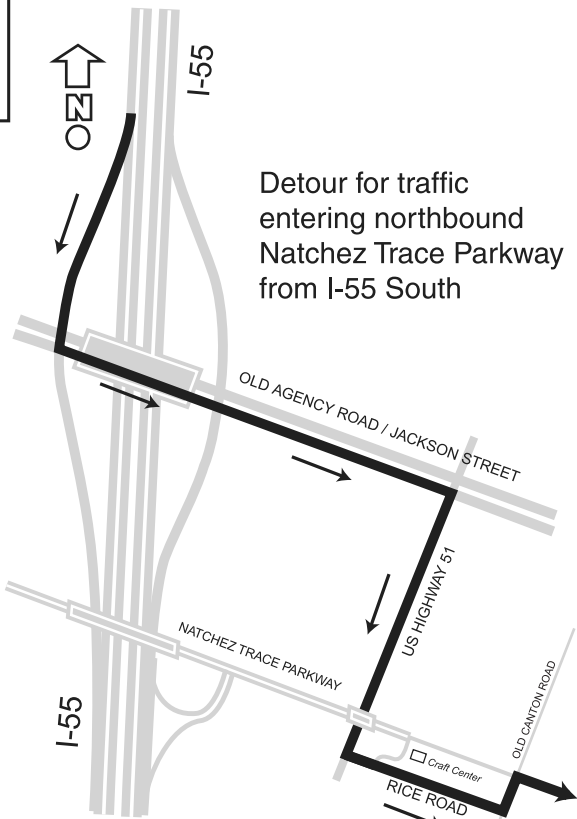 I-55
N
Detour for traffic
entering northbound
Natchez Trace Parkway
from I-55 South
OLD AGENCY ROAD / JACKSON STREET
US HIGHWAY 51
NATCHEZ TRACE PARKWAY
OLD CANTON ROAD
I-55
Craft Center
RICE ROAD